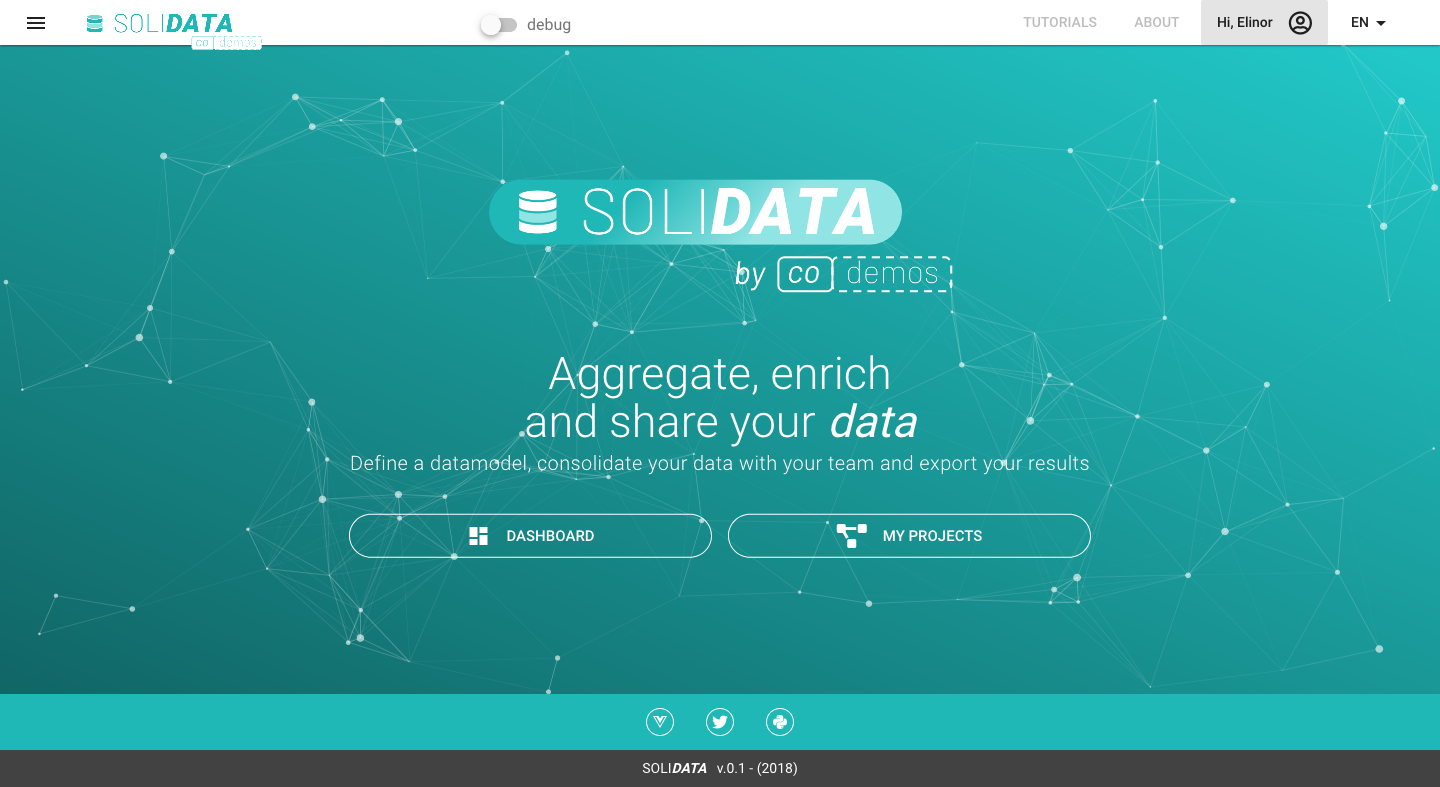 SOLIDATA
co demos
debug
TUTORIALS
ABOUT
Hi, Elinor
EN
SOLIDATA
by co demos
Aggregate, enrich
and share your data
Define a datamodel, consolidate your data with your team and export your results
DASHBOARD
MY PROJECTS
SOLIDATA v.0.1 - (2018)